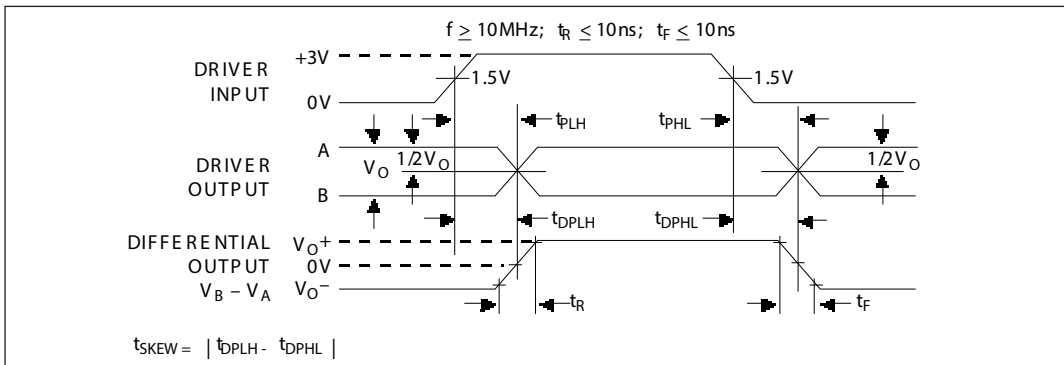 f ≥ 10MHz; tR ≤ 10ns; tF ≤ 10ns
+3V
DRIVER
INPUT
1.5V
1.5V
0V
tPLH
tPHL
A
DRIVER
OUTPUT
VO
1/2VO
1/2VO
B
tDPLH
tDPHL
DIFFERENTIAL
OUTPUT
VB – VA
VO+
0V
VO–
tR
tF
tSKEW = | tDPLH - tDPHL |